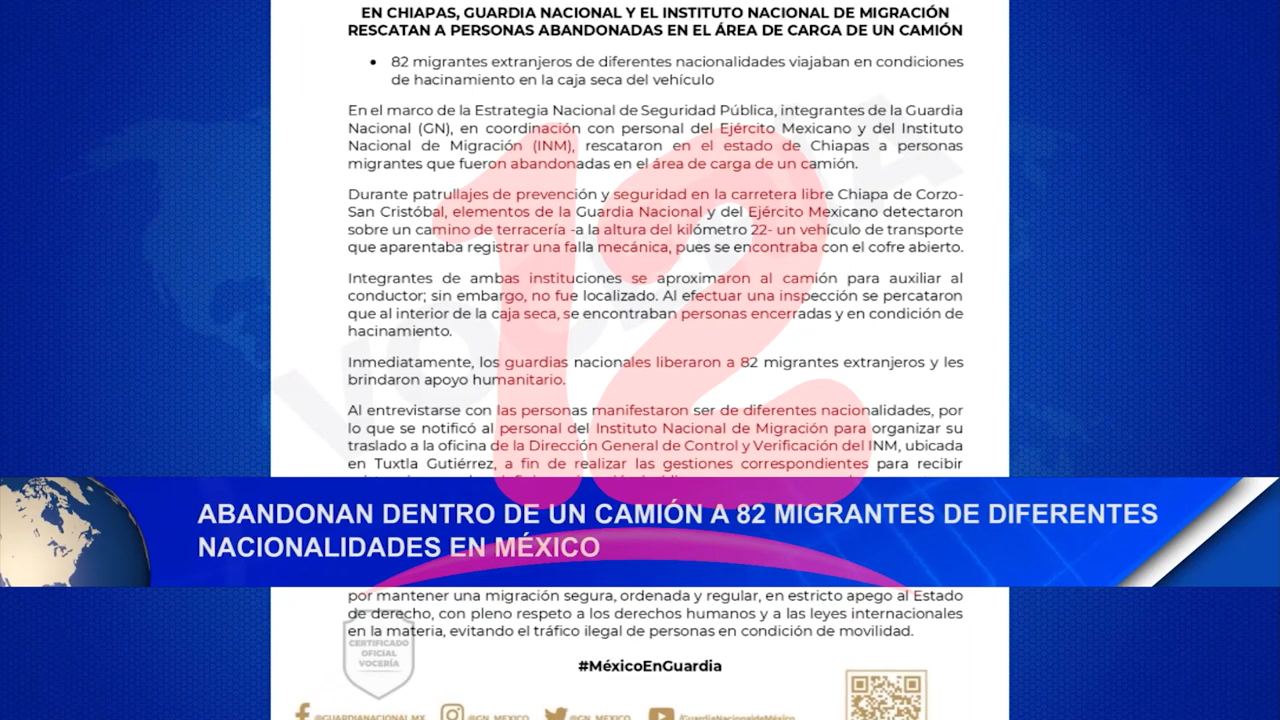 EN CHIAPAS, GUARDIA NACIONAL Y EL INSTITUTO NACIONAL DE MIGRACIÓN
RESCATAN A PERSONAS ABANDONADAS EN EL ÁREA DE CARGA DE UN CAMIÓN
• 82 migrantes extranjeros de diferentes nacionalidades viajaban en condiciones
de hacinamiento en la caja seca del vehículo
En el marco de la Estrategia Nacional de Seguridad Pública, integrantes de la Guardia
Nacional (GN), en coordinación con personal del Ejército Mexicano y del Instituto
Nacional de Migración (INM), rescataron en el estado de Chiapas a personas
migrantes que fueron abandonadas en el área de carga de un camión.
Durante patrullajes de prevención y seguridad en la carretera libre Chiapa de Corzo-
San Cristóbal, elementos de la Guardia Nacional y del Ejército Mexicano detectaron
sobre un camino de terracería -a la altura del kilómetro 22- un vehículo de transporte
que aparentaba registrar una falla mecánica, pues se encontraba con el cofre abierto.
Integrantes de ambas instituciones se aproximaron al camión para auxiliar al
conductor; sin embargo, no fue localizado. Al efectuar una inspección se percataron
que al interior de la caja seca, se encontraban personas encerradas y en condición de
hacinamiento.
Inmediatamente, los guardias nacionales liberaron a 82 migrantes extranjeros y les
brindaron apoyo humanitario.
Al entrevistarse con las personas manifestaron ser de diferentes nacionalidades, por
lo que se notificó al personal del Instituto Nacional de Migración para organizar su
traslado a la oficina de la Dirección General de Control y Verificación del INM, ubicada
en Tuxtla Gutiérrez, a fin de realizar las gestiones correspondientes para recibir
12
ABANDONAN DENTRO DE UN CAMIÓN A 82 MIGRANTES DE DIFERENTES
NACIONALIDADES EN MÉXICO
por mantener una migración segura, ordenada y regular, en estricto apego al Estado
de derecho, con pleno respeto a los derechos humanos y a las leyes internacionales
en la materia, evitando el tráfico ilegal de personas en condición de movilidad.
CERTIFICADO
OFICIAL
VOCERÍA
#MéxicoEnGuardia
@GUARDIANACIONAL.MX @GN_MEXICO @GN_MEXICO /GuardiaNacionaldeMéxico